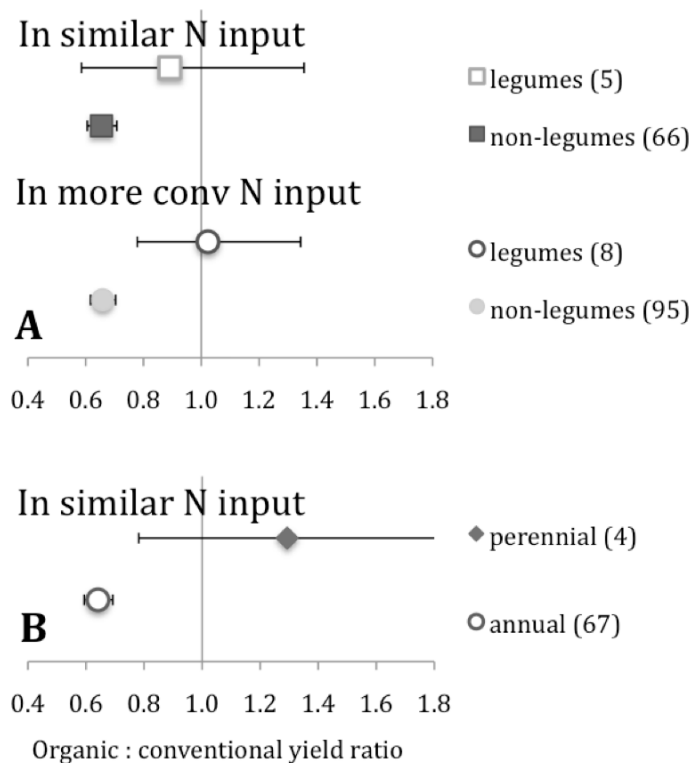 In similar N input
legumes (5)
non-legumes (66)
In more conv N input
legumes (8)
non-legumes (95)
A
0.4 0.6 0.8 1.0 1.2 1.4 1.6 1.8
In similar N input
perennial (4)
annual (67)
B
0.4 0.6 0.8 1.0 1.2 1.4 1.6 1.8
Organic : conventional yield ratio